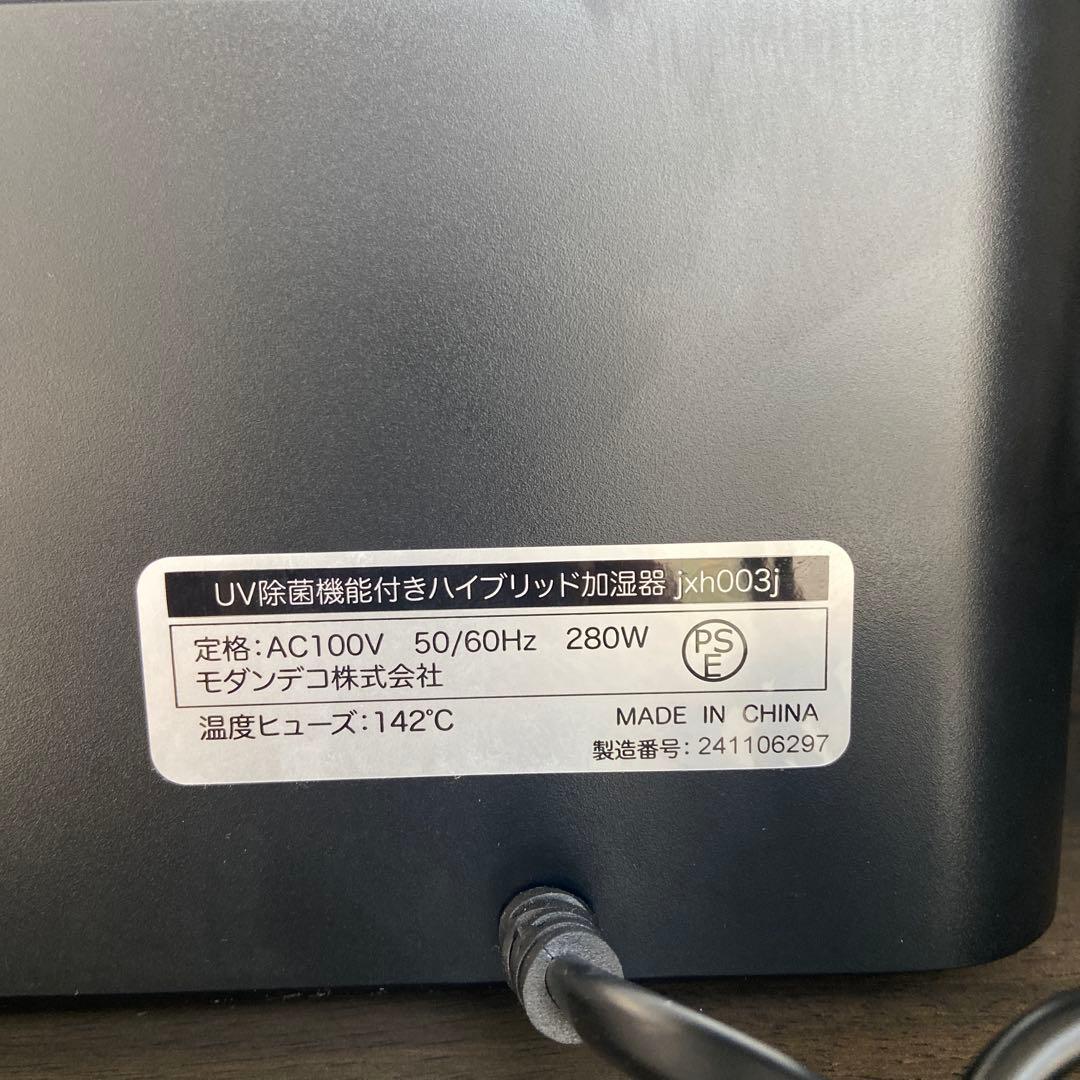 UV除菌機能付きハイブリッド加湿器 jxh003j
定格：AC100V 50/60Hz 280W
PS
E
モダンデコ株式会社
温度ヒューズ：142℃
MADE IN CHINA
製造番号：241106297